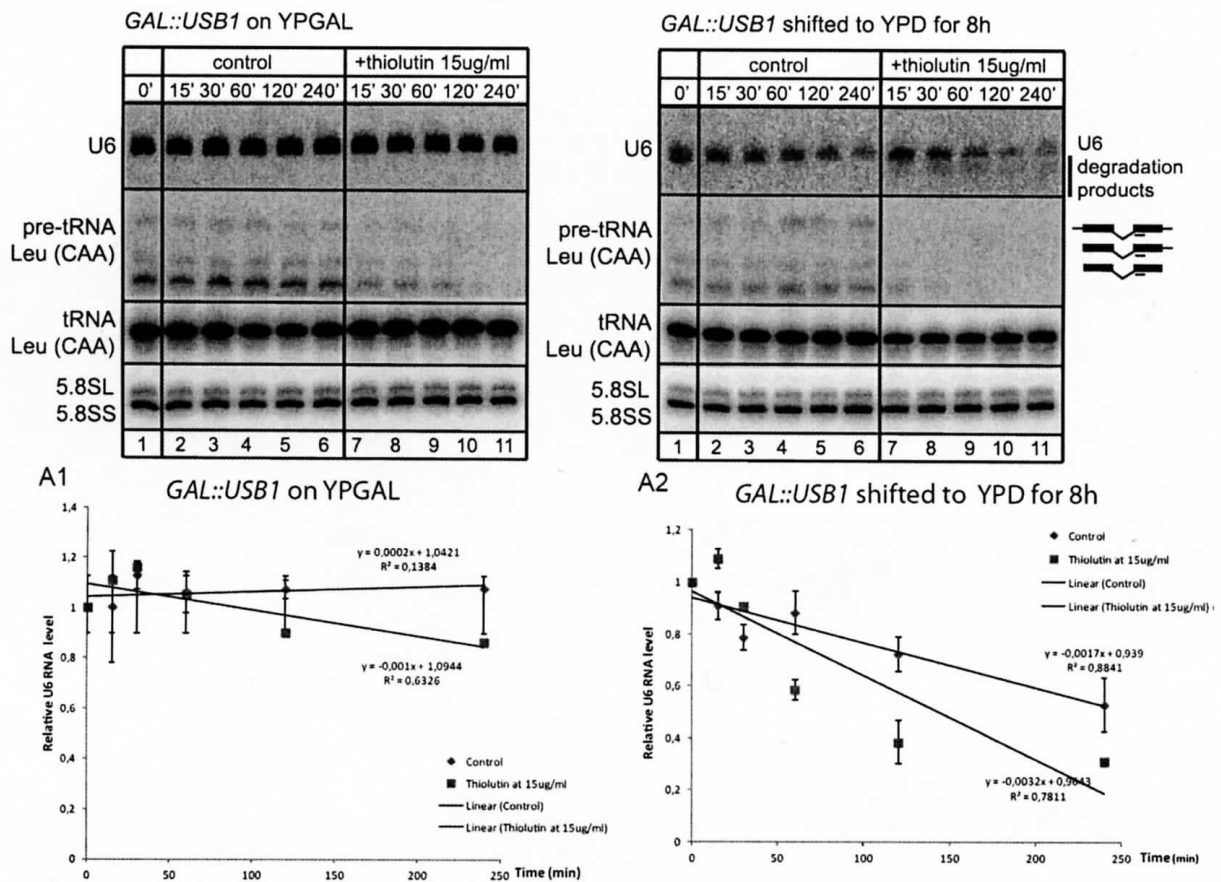 GAL::USB1 on YPGAL
control
+thiolutin 15ug/ml
0' 15' 30' 60' 120' 240' 15' 30' 60' 120' 240'
U6
pre-tRNA
Leu (CAA)
tRNA
Leu (CAA)
5.8SL
5.8SS
1 2 3 4 5 6 7 8 9 10 11
GAL::USB1 shifted to YPD for 8h
control
+thiolutin 15ug/ml
0' 15' 30' 60' 120' 240' 15' 30' 60' 120' 240'
U6
U6
degradation
products
pre-tRNA
Leu (CAA)
tRNA
Leu (CAA)
5.8SL
5.8SS
1 2 3 4 5 6 7 8 9 10 11
A1
GAL::USB1 on YPGAL
Relative U6 RNA level
1,4
1,2
1
0,8
0,6
0,4
0,2
0
y = 0,0002x + 1,0421
R² = 0,1384
y = -0,001x + 1,0944
R² = 0,6326
Control
Thiolutin at 15ug/ml
Linear (Control)
Linear (Thiolutin at 15ug/ml)
0 50 100 150 200 250 Time (min)
A2
GAL::USB1 shifted to YPD for 8h
Relative U6 RNA level
1,2
1
0,8
0,6
0,4
0,2
0
Control
Thiolutin at 15ug/ml
Linear (Control)
Linear (Thiolutin at 15ug/ml)
y = -0,0017x + 0,939
R² = 0,8841
y = -0,0032x +
R² = 0,7811
0 50 100 150 200 250 Time (min)